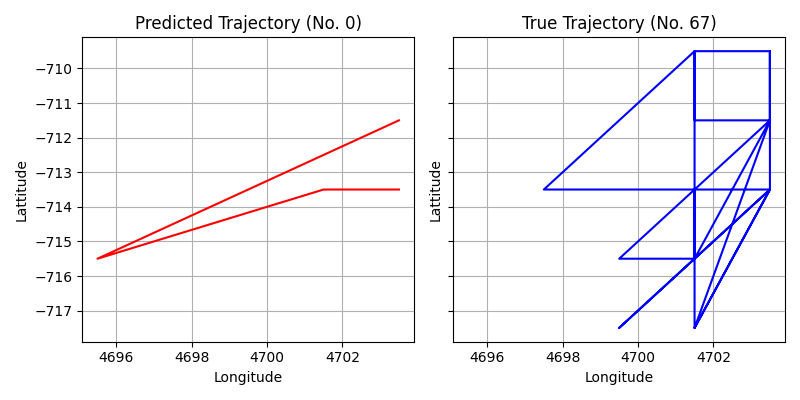 Predicted Trajectory (No. 0)
True Trajectory (No. 67)
Lattitude
−710
−711
−712
−713
−714
−715
−716
−717
4696
4698
4700
4702
Longitude
Lattitude
4696
4698
4700
4702
Longitude